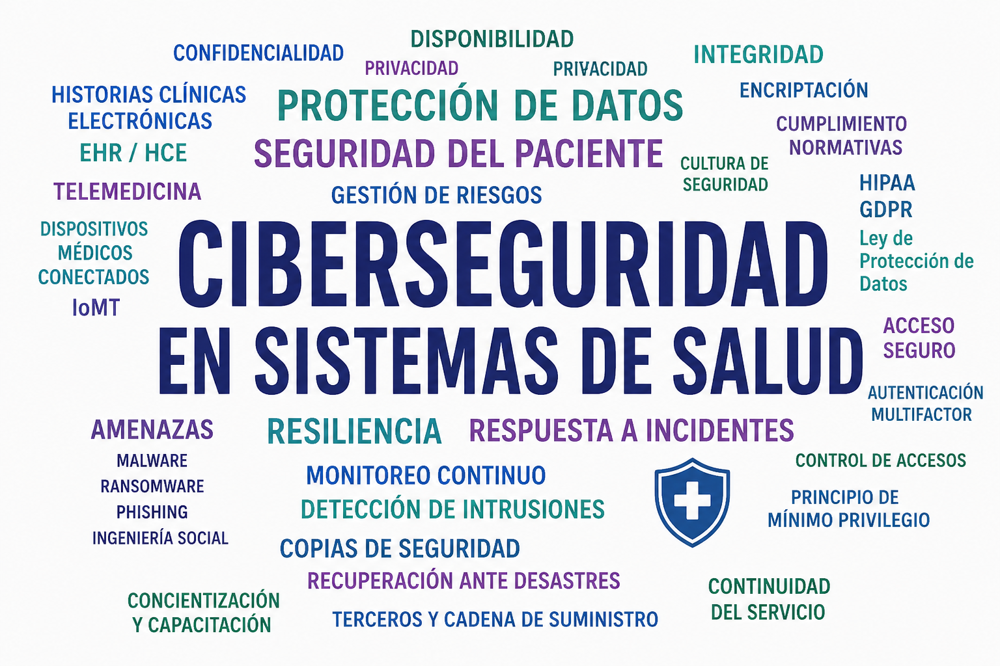 DISPONIBILIDAD
CONFIDENCIALIDAD
INTEGRIDAD
PRIVACIDAD
PRIVACIDAD
HISTORIAS CLÍNICAS
ELECTRÓNICAS
PROTECCIÓN DE DATOS
ENCRIPTACIÓN
EHR / HCE
SEGURIDAD DEL PACIENTE
CUMPLIMIENTO
NORMATIVAS
CULTURA DE
SEGURIDAD
TELEMEDICINA
GESTIÓN DE RIESGOS
HIPAA
GDPR
DISPOSITIVOS
MÉDICOS
CONECTADOS
IoMT
CIBERSEGURIDAD
EN SISTEMAS DE SALUD
Ley de
Protección de
Datos
ACCESO
SEGURO
AUTENTICACIÓN
MULTIFACTOR
AMENAZAS
RESILIENCIA
RESPUESTA A INCIDENTES
MALWARE
RANSOMWARE
PHISHING
INGENIERÍA SOCIAL
MONITOREO CONTINUO
DETECCIÓN DE INTRUSIONES
COPIAS DE SEGURIDAD
RECUPERACIÓN ANTE DESASTRES
CONTROL DE ACCESOS
PRINCIPIO DE
MÍNIMO PRIVILEGIO
CONCIENTIZACIÓN
Y CAPACITACIÓN
TERCEROS Y CADENA DE SUMINISTRO
CONTINUIDAD
DEL SERVICIO